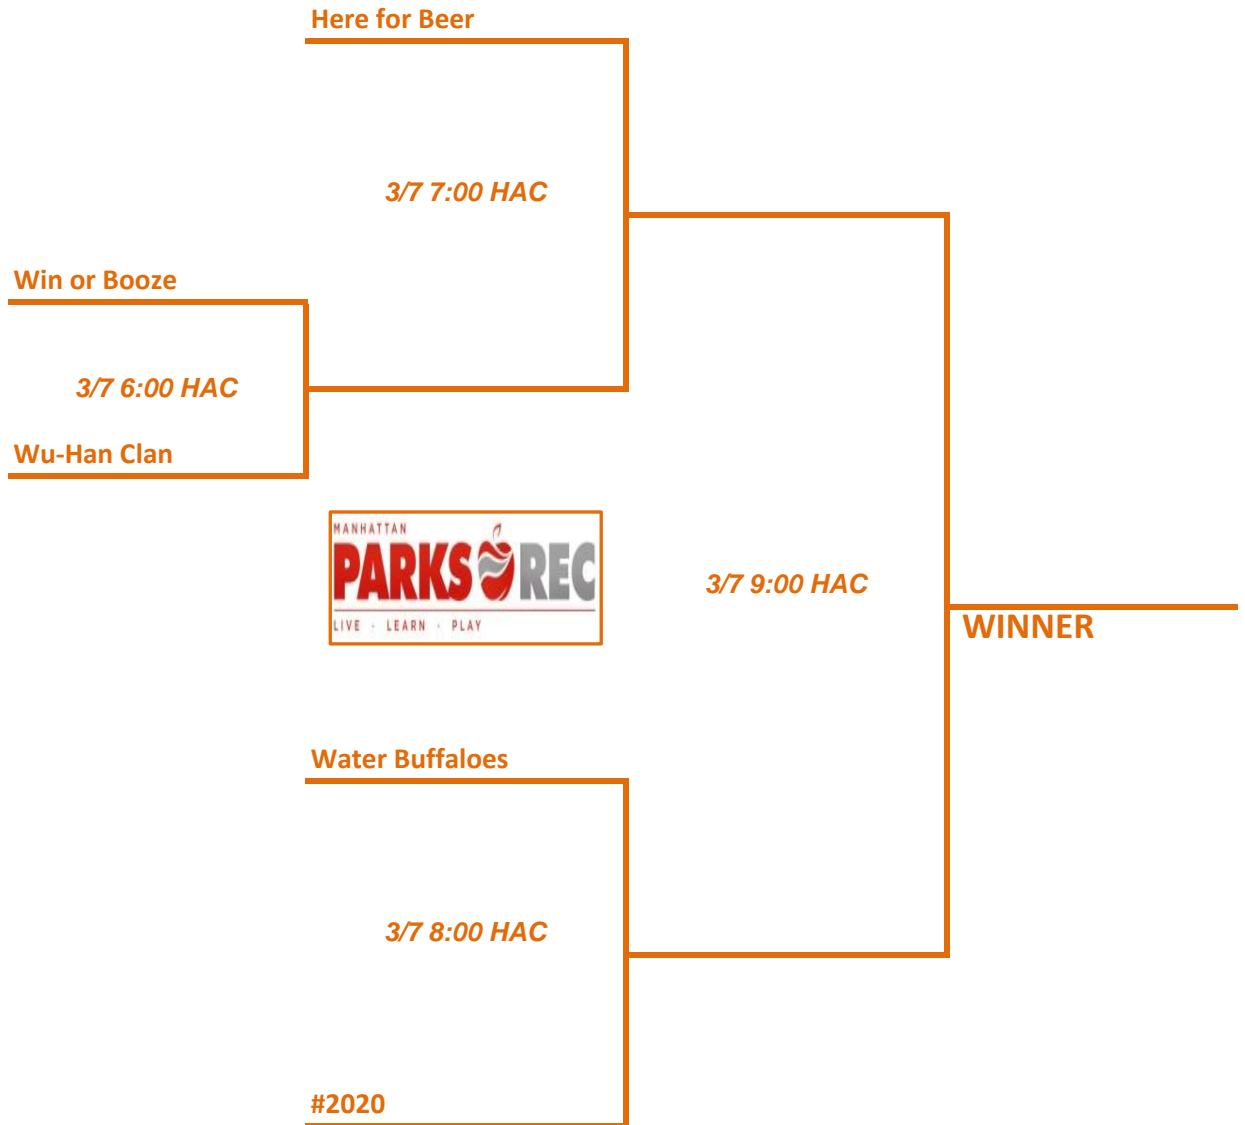 Here for Beer
3/7 7:00 HAC
Win or Booze
3/7 6:00 HAC
Wu-Han Clan
MANHATTAN
PARKS REC
LIVE · LEARN · PLAY
3/7 9:00 HAC
WINNER
Water Buffaloes
3/7 8:00 HAC
#2020